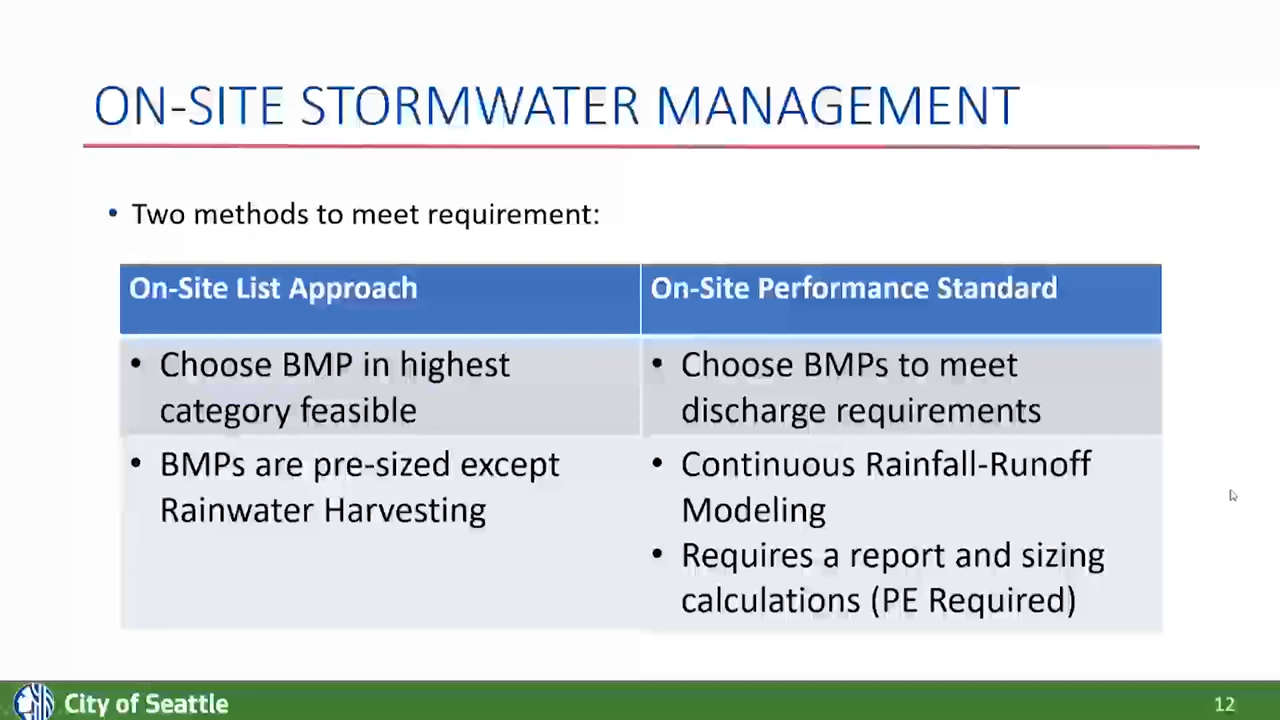 ON-SITE STORMWATER MANAGEMENT
• Two methods to meet requirement:
On-Site List Approach
• Choose BMP in highest
category feasible
• BMPs are pre-sized except
Rainwater Harvesting
On-Site Performance Standard
• Choose BMPs to meet
discharge requirements
• Continuous Rainfall-Runoff
Modeling
• Requires a report and sizing
calculations (PE Required)
City of Seattle
12